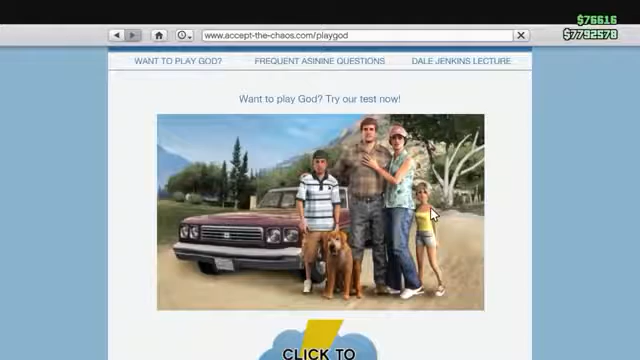 $76616
$7792578
www.accept-the-chaos.com/playgod
WANT TO PLAY GOD? FREQUENT ASININE QUESTIONS DALE JENKINS LECTURE
Want to play God? Try our test now!
CLICK TO